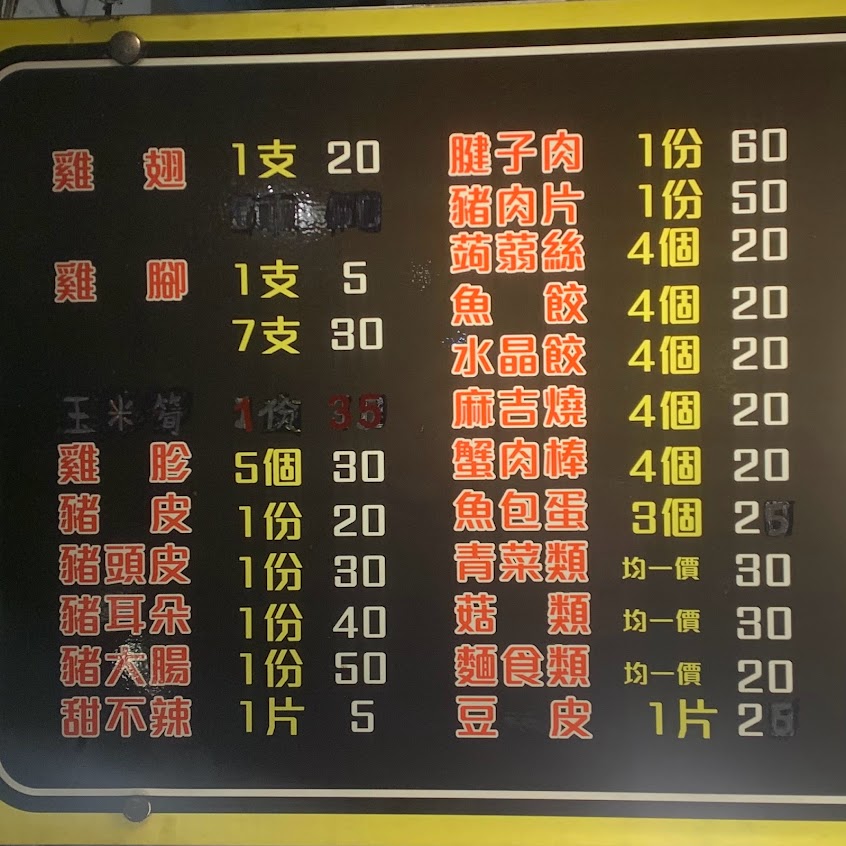 雞翅 1支 20
雞腳 1支 5
7支 30
玉米筍 1份 35
雞胗 5個 30
豬皮 1份 20
豬頭皮 1份 30
豬耳朵 1份 40
豬大腸 1份 50
甜不辣 1片 5
腱子肉 1份 60
豬肉片 1份 50
蒟蒻絲 4個 20
魚餃 4個 20
水晶餃 4個 20
麻吉燒 4個 20
蟹肉棒 4個 20
魚包蛋 3個 25
青菜類 均一價 30
菇類 均一價 30
麵食類 均一價 20
豆皮 1片 25